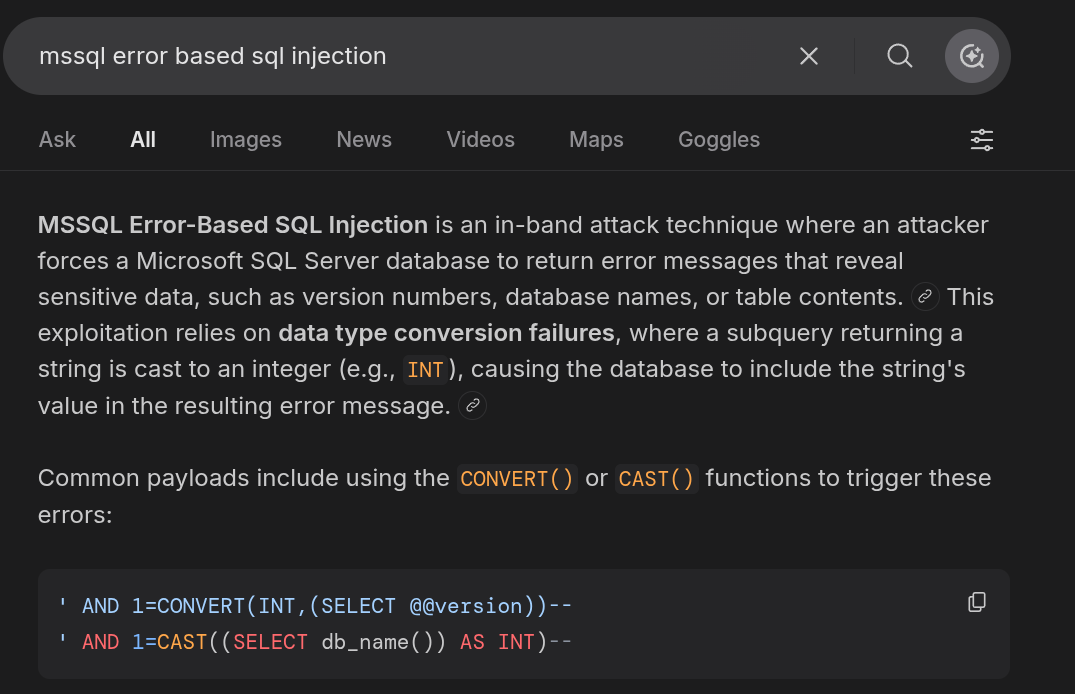 mssql error based sql injection
Ask All Images News Videos Maps Goggles
MSSQL Error-Based SQL Injection is an in-band attack technique where an attacker
forces a Microsoft SQL Server database to return error messages that reveal
sensitive data, such as version numbers, database names, or table contents. This
exploitation relies on data type conversion failures, where a subquery returning a
string is cast to an integer (e.g., INT), causing the database to include the string's
value in the resulting error message.
Common payloads include using the CONVERT() or CAST() functions to trigger these
errors:
' AND 1=CONVERT(INT,(SELECT @@version))--
' AND 1=CAST((SELECT db_name()) AS INT)--